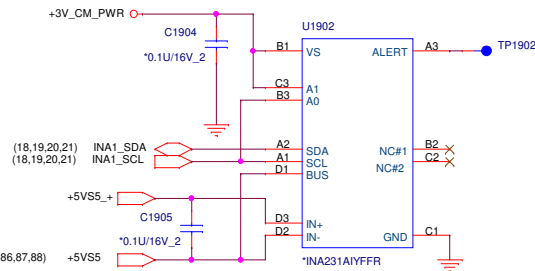 +3V_CM_PWR
C1904
*0.1U/16V_2
U1902
B1 VS ALERT A3 TP1902
C3 A1
B3 A0
(18,19,20,21) INA1_SDA A2 SDA NC#1 B2
(18,19,20,21) INA1_SCL A1 SCL NC#2 C2
D1 BUS
+5VS5_+
C1905
D3 IN+
*0.1U/16V_2 D2 IN- GND C1
86,87,88) +5VS5
*INA231AIYFFR